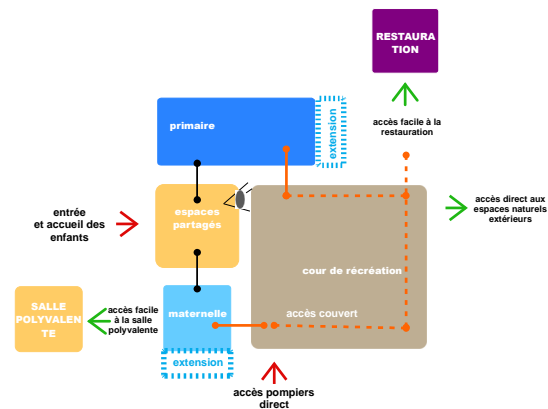 RESTAURA
TION
accès facile à la
restauration
primaire
extension
espaces
partagés
entrée
et accueil des
enfants
accès direct aux
espaces naturels
extérieurs
cour de récréation
SALLE
POLYVALEN
TE
accès facile
à la salle
polyvalente
maternelle
accès couvert
extension
accès pompiers
direct